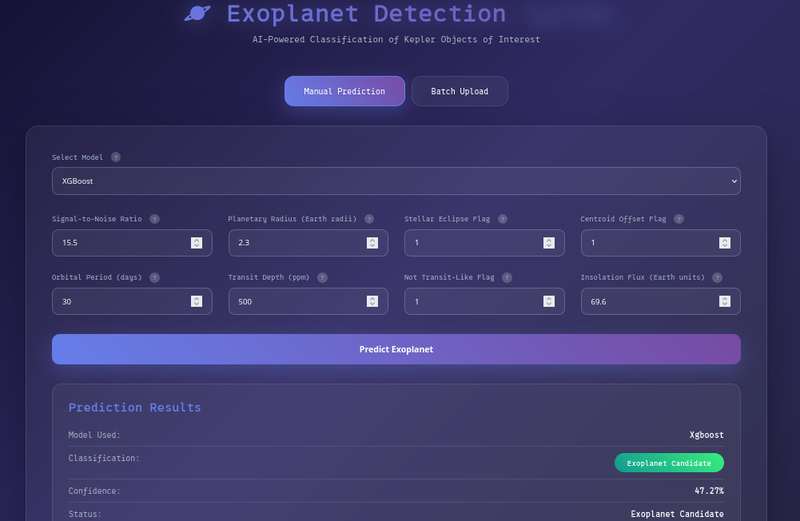 Exoplanet Detection
AI-Powered Classification of Kepler Objects of Interest
Manual Prediction
Batch Upload
Select Model ?
XGBoost
Signal-to-Noise Ratio ? Planetary Radius (Earth radii) ? Stellar Eclipse Flag ? Centroid Offset Flag ?
15.5 2.3 1 1
Orbital Period (days) ? Transit Depth (ppm) ? Not Transit-Like Flag ? Insolation Flux (Earth units) ?
30 500 1 69.6
Predict Exoplanet
Prediction Results
Model Used: Xgboost
Classification: Exoplanet Candidate
Confidence: 47.27%
Status: Exoplanet Candidate